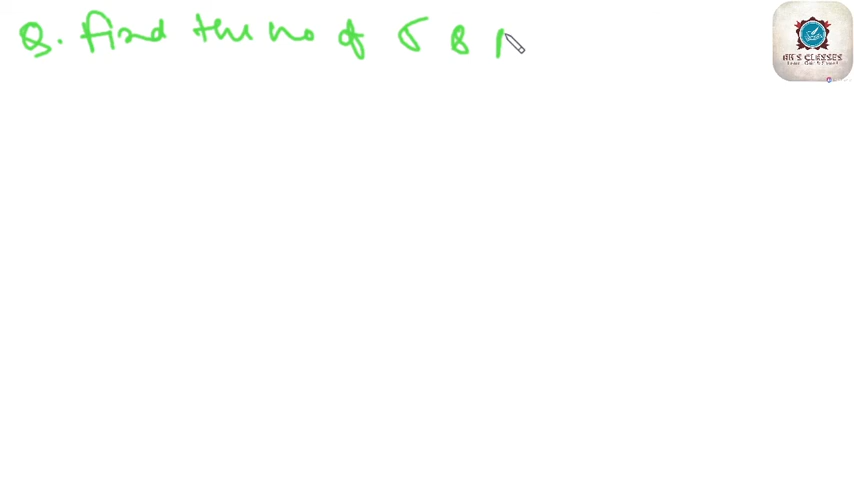 Q. Find the no of σ &